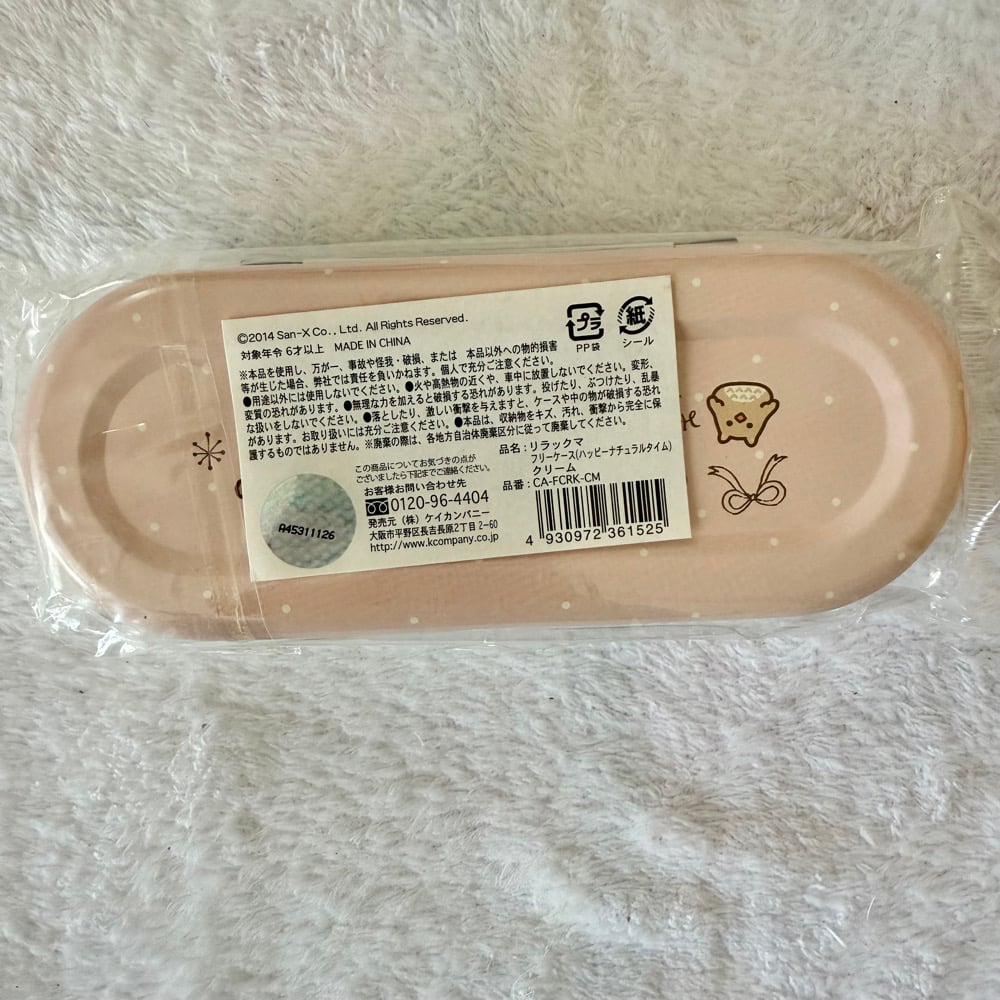 ©2014 San-X Co., Ltd. All Rights Reserved.
対象年令 6才以上 MADE IN CHINA
プラ
PP袋
紙
シール
※本品を使用し、万が一、事故や怪我・破損、または 本品以外への物的損害
等が生じた場合、弊社では責任を負いかねます。個人で充分ご注意ください。
●用途以外には使用しないでください。●火や高熱物の近くや、車中に放置しないでください。変形、
変質の恐れがあります。●無理な力を加えると破損する恐れがあります。投げたり、ぶつけたり、乱暴
な扱いをしないでください。●落としたり、激しい衝撃を与えますと、ケースや中の物が破損する恐れ
があります。お取り扱いには充分ご注意ください。●本品は、収納物をキズ、汚れ、衝撃から完全に保
護するものではありません。※廃棄の際は、各地方自治体廃棄区分に従って廃棄してください。
この商品についてお気づきの点が
ございましたら下記までご連絡ください。
お客様お問い合わせ先
0120-96-4404
発売元（株）ケイカンパニー
大阪市平野区長吉長原2丁目 2-60
http://www.kcompany.co.jp
A45311126
品名：リラックマ
フリーケース(ハッピーナチュラルタイム)
クリーム
品番：CA-FCRK-CM
4 930972 361525